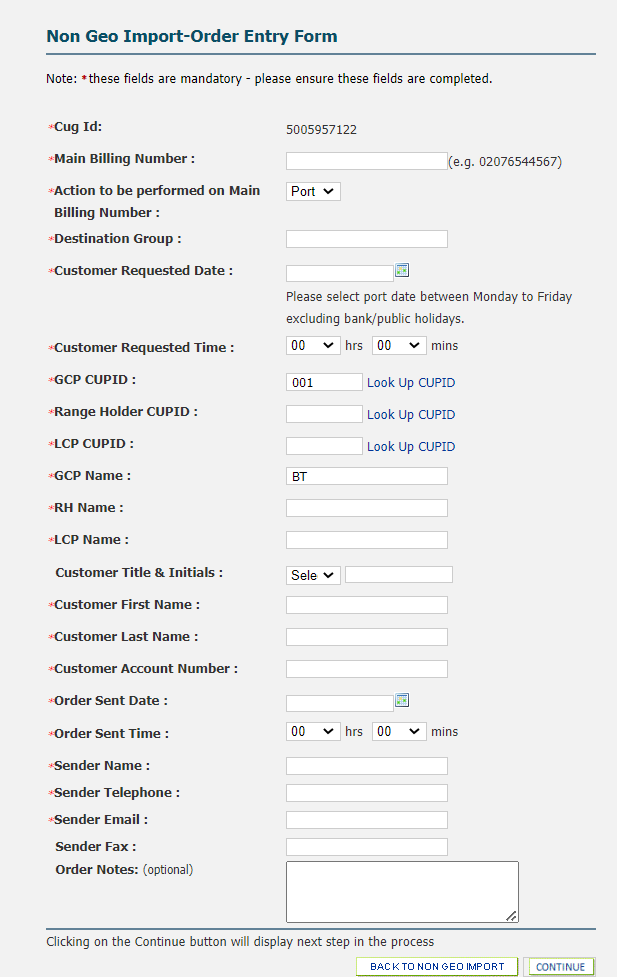 Non Geo Import-Order Entry Form
Note: *these fields are mandatory - please ensure these fields are completed.
*Cug Id: 5005957122
*Main Billing Number : (e.g. 02076544567)
*Action to be performed on Main Port
Billing Number :
*Destination Group :
*Customer Requested Date :
Please select port date between Monday to Friday
excluding bank/public holidays.
*Customer Requested Time : 00 hrs 00 mins
*GCP CUPID : 001 Look Up CUPID
*Range Holder CUPID : Look Up CUPID
*LCP CUPID : Look Up CUPID
*GCP Name : BT
*RH Name :
*LCP Name :
Customer Title & Initials : Sele
*Customer First Name :
*Customer Last Name :
*Customer Account Number :
*Order Sent Date :
*Order Sent Time : 00 hrs 00 mins
*Sender Name :
*Sender Telephone :
*Sender Email :
Sender Fax :
Order Notes: (optional)
Clicking on the Continue button will display next step in the process
BACK TO NON GEO IMPORT CONTINUE